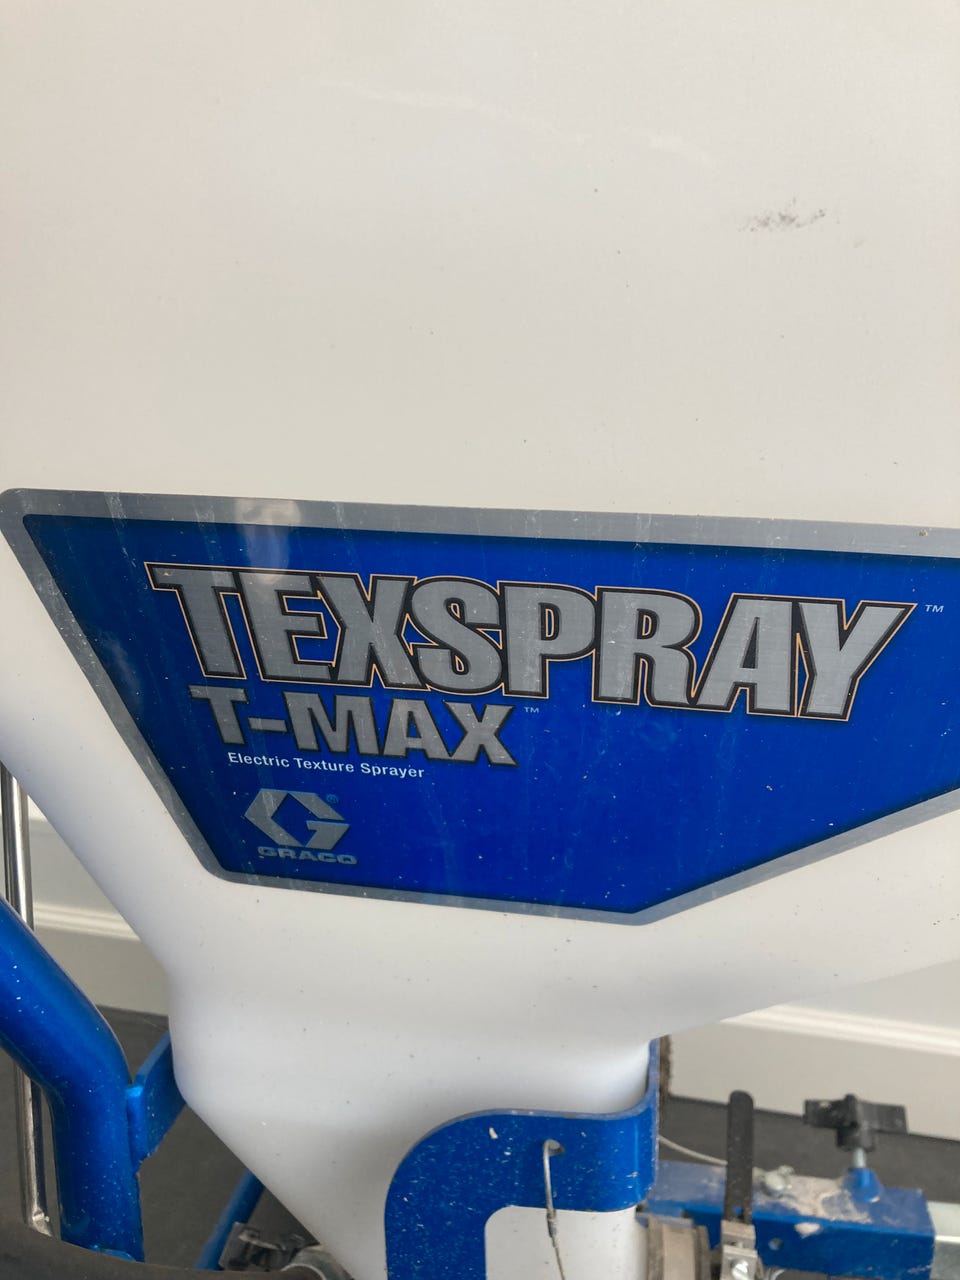 TEXSPRAY™
T-MAX™
Electric Texture Sprayer
®
GRACO